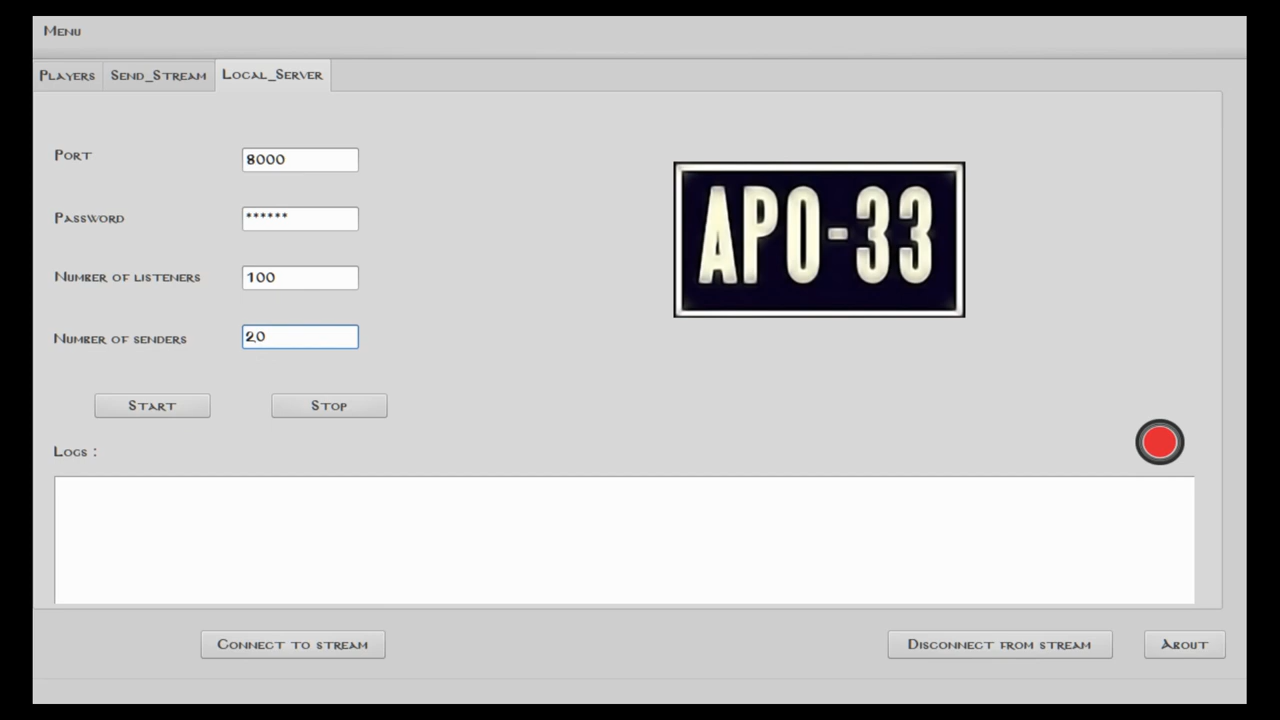 Menu
Players Send_Stream Local_Server
Port 8000
Password ******
Number of listeners 100
Number of senders 20
APO-33
Start Stop
Logs :
Connect to stream Disconnect from stream About